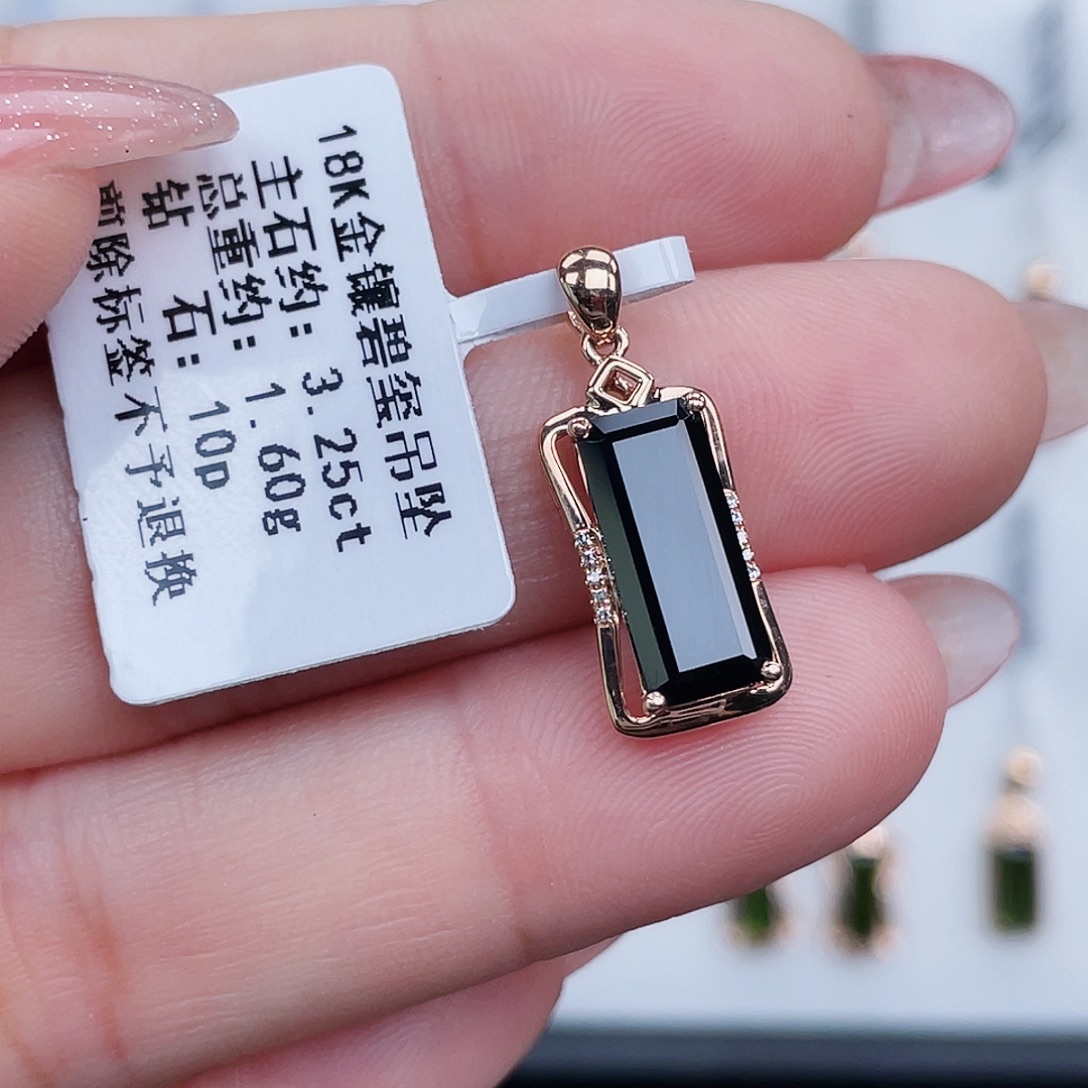 18K金镶碧玺吊坠
主石约: 3.25ct
总重约: 1.60g
钻 石: 10p
剪除标签不予退换